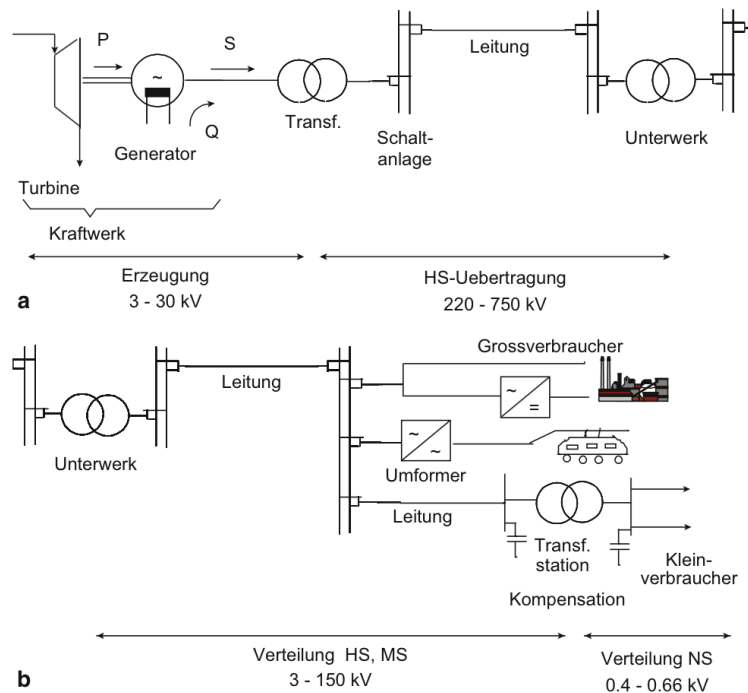 P
S
~
Leitung
Q
Transf.
Generator
Schalt-
anlage
Unterwerk
Turbine
Kraftwerk
Erzeugung
3 - 30 kV
HS-Uebertragung
220 - 750 kV
a
Grossverbraucher
Leitung
~
=
Unterwerk
~
~
Umformer
Leitung
Transf.
station
Klein-
verbraucher
Kompensation
Verteilung HS, MS
3 - 150 kV
Verteilung NS
0.4 - 0.66 kV
b